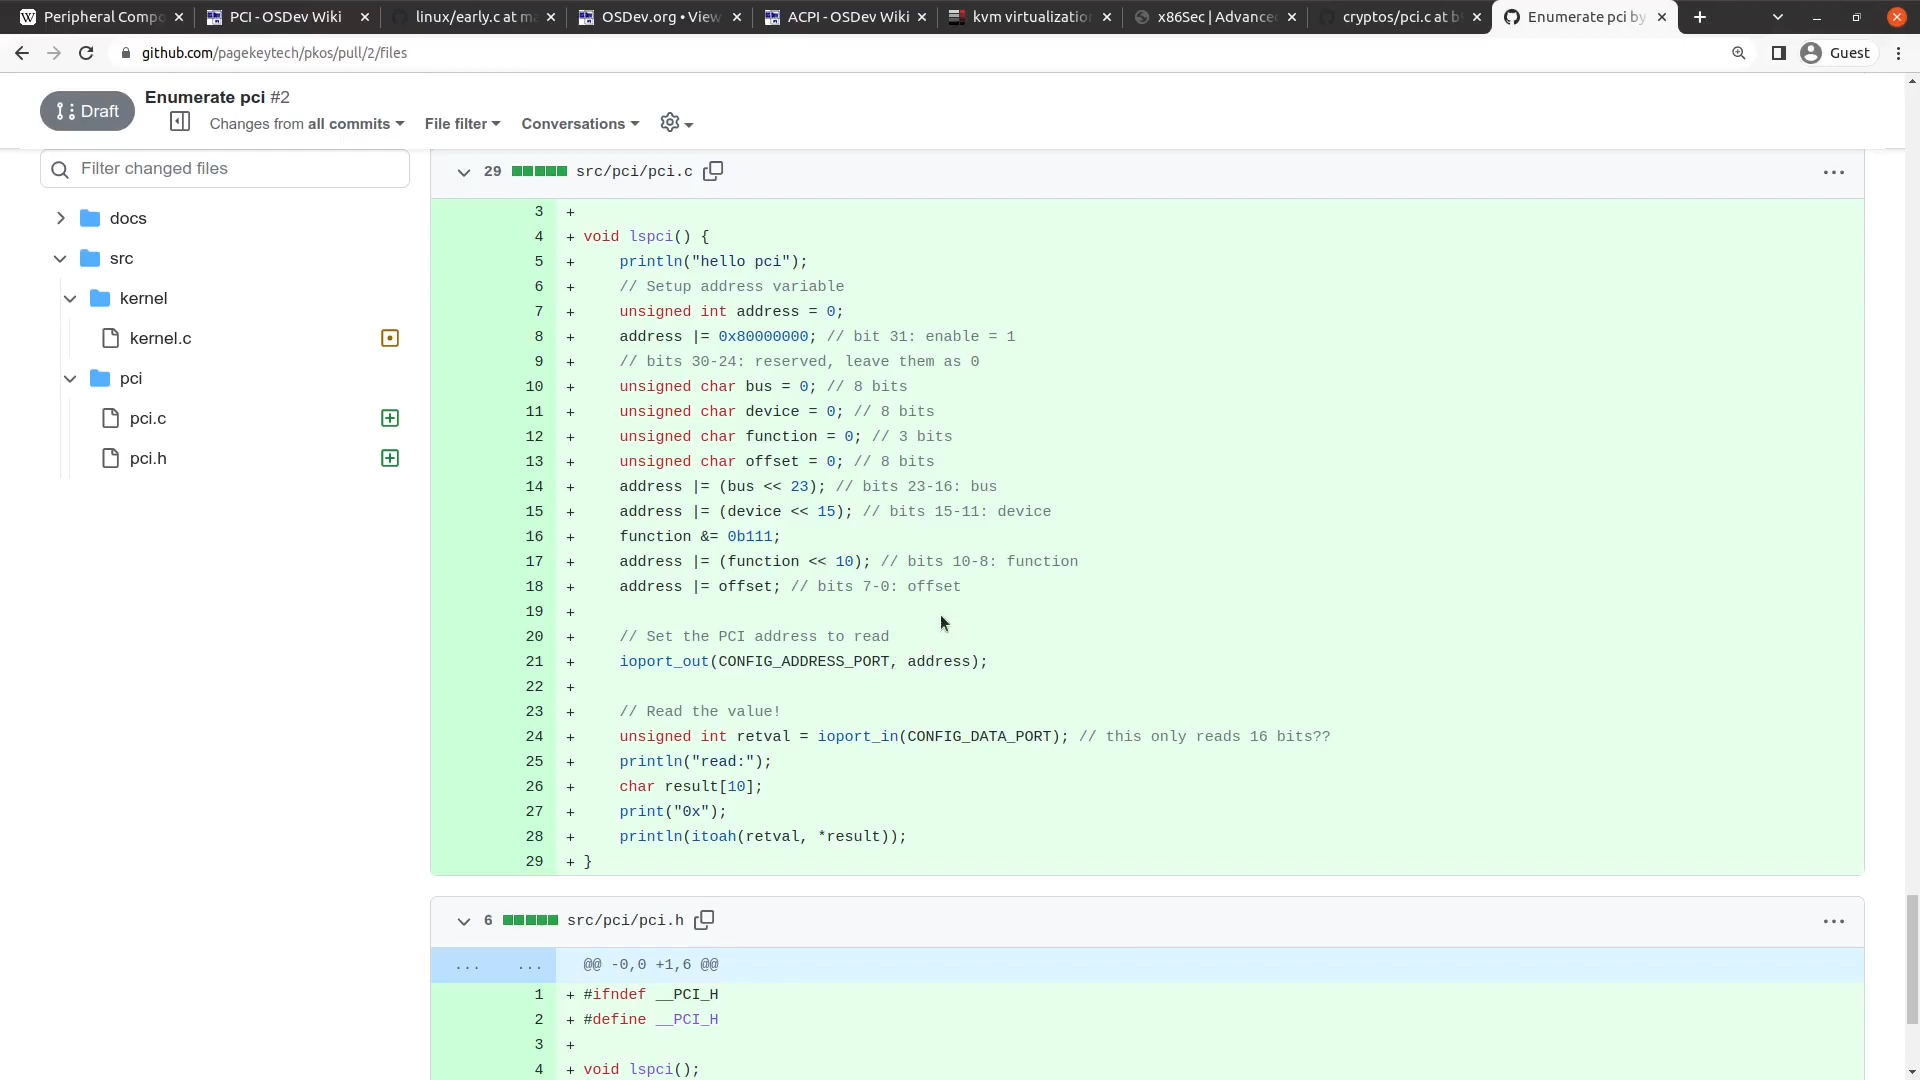 Peripheral Compo
PCI - OSDev Wiki
linux/early.c at ma
OSDev.org • View
ACPI - OSDev Wiki
kvm virtualizatio
x86Sec | Advance
cryptos/pci.c at b
Enumerate pci by
github.com/pagekeytech/pkos/pull/2/files
Guest
Draft
Enumerate pci #2
Changes from all commits
File filter
Conversations
Filter changed files
docs
src
kernel
kernel.c
pci
pci.c
pci.h
29 src/pci/pci.c
3 +
4 + void lspci() {
5 + println("hello pci");
6 + // Setup address variable
7 + unsigned int address = 0;
8 + address |= 0x80000000; // bit 31: enable = 1
9 + // bits 30-24: reserved, leave them as 0
10 + unsigned char bus = 0; // 8 bits
11 + unsigned char device = 0; // 8 bits
12 + unsigned char function = 0; // 3 bits
13 + unsigned char offset = 0; // 8 bits
14 + address |= (bus << 23); // bits 23-16: bus
15 + address |= (device << 15); // bits 15-11: device
16 + function &= 0b111;
17 + address |= (function << 10); // bits 10-8: function
18 + address |= offset; // bits 7-0: offset
19 +
20 + // Set the PCI address to read
21 + ioport_out(CONFIG_ADDRESS_PORT, address);
22 +
23 + // Read the value!
24 + unsigned int retval = ioport_in(CONFIG_DATA_PORT); // this only reads 16 bits??
25 + println("read:");
26 + char result[10];
27 + print("0x");
28 + println(itoah(retval, *result));
29 + }
6 src/pci/pci.h
... ... @@ -0,0 +1,6 @@
1 + #ifndef __PCI_H
2 + #define __PCI_H
3 +
4 + void lspci();